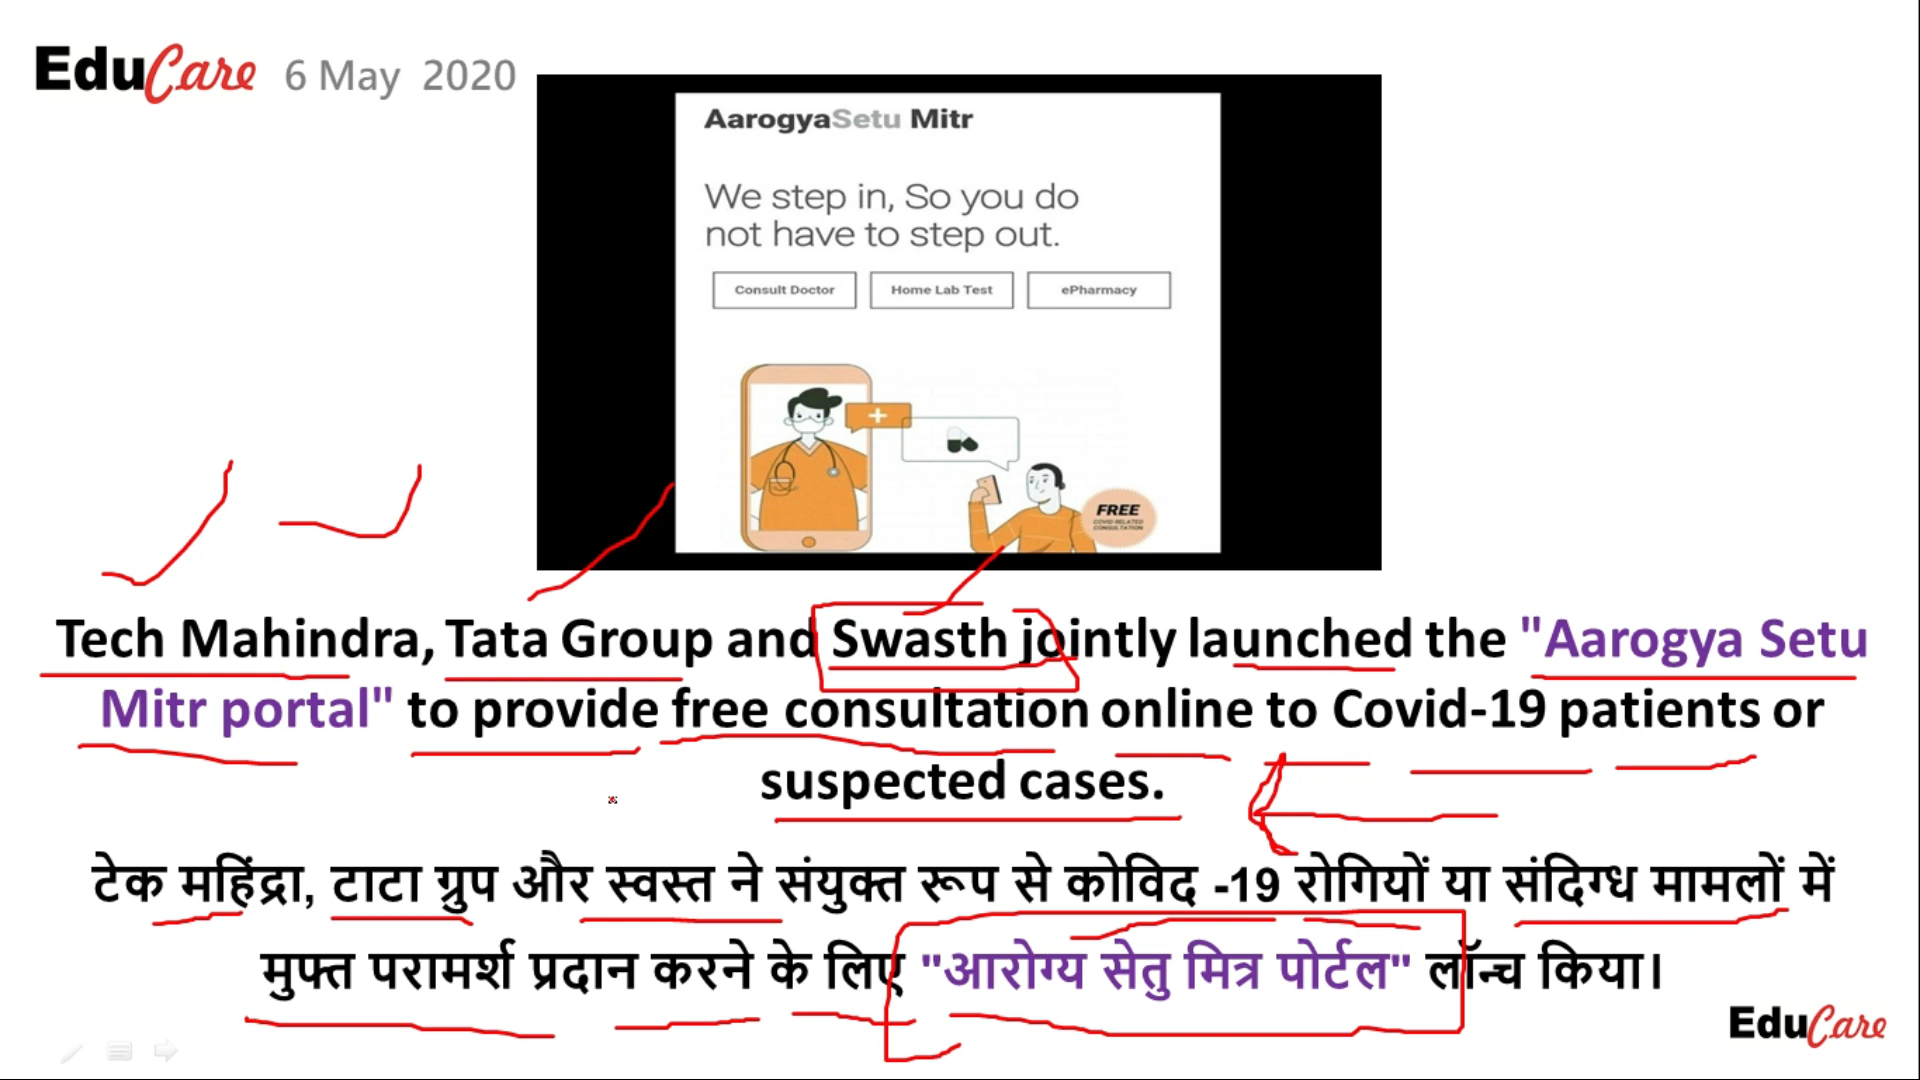 EduCare 6 May 2020
AarogyaSetu Mitr
We step in, So you do
not have to step out.
Consult Doctor Home Lab Test ePharmacy
FREE
COVID RELATED
CONSULTATION
Tech Mahindra, Tata Group and Swasth jointly launched the "Aarogya Setu
Mitr portal" to provide free consultation online to Covid-19 patients or
suspected cases.
टेक महिंद्रा, टाटा ग्रुप और स्वस्त ने संयुक्त रूप से कोविद -19 रोगियों या संदिग्ध मामलों में
मुफ्त परामर्श प्रदान करने के लिए "आरोग्य सेतु मित्र पोर्टल" लॉन्च किया।
EduCare